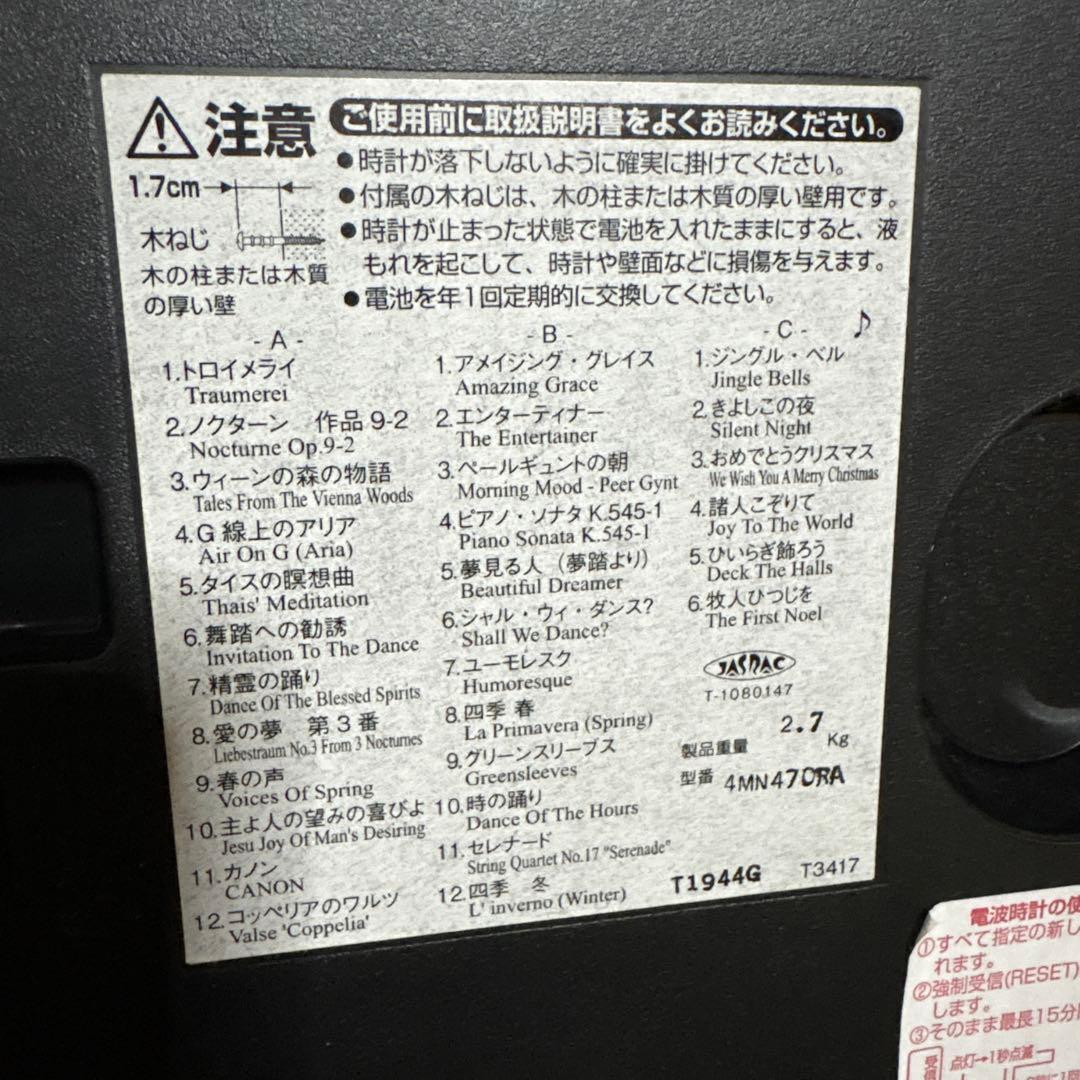 注意
ご使用前に取扱説明書をよくお読みください。
1.7cm
木ねじ
木の柱または木質
の厚い壁
●時計が落下しないように確実に掛けてください。
●付属の木ねじは、木の柱または木質の厚い壁用です。
●時計が止まった状態で電池を入れたままにすると、液
もれを起こして、時計や壁面などに損傷を与えます。
●電池を年1回定期的に交換してください。
- A -
1.トロイメライ
Traumerei
2.ノクターン 作品9-2
Nocturne Op.9-2
3.ウィーンの森の物語
Tales From The Vienna Woods
4.G 線上のアリア
Air On G (Aria)
5.タイスの瞑想曲
Thais' Meditation
6.舞踏への勧誘
Invitation To The Dance
7.精霊の踊り
Dance Of The Blessed Spirits
8.愛の夢 第3番
Liebestraum No.3 From 3 Nocturnes
9.春の声
Voices Of Spring
10.主よ人の望みの喜びよ
Jesu Joy Of Man's Desiring
11.カノン
CANON
12.コッペリアのワルツ
Valse 'Coppelia'
- B -
1.アメイジング・グレイス
Amazing Grace
2.エンターティナー
The Entertainer
3.ペールギュントの朝
Morning Mood - Peer Gynt
4.ピアノ・ソナタ K.545-1
Piano Sonata K.545-1
5.夢見る人(夢路より)
Beautiful Dreamer
6.シャル・ウィ・ダンス?
Shall We Dance?
7.ユーモレスク
Humoresque
8.四季 春
La Primavera (Spring)
9.グリーンスリーブス
Greensleeves
10.時の踊り
Dance Of The Hours
11.セレナード
String Quartet No.17 "Serenade"
12.四季 冬
L' inverno (Winter)
- C - ♪
1.ジングル・ベル
Jingle Bells
2.きよしこの夜
Silent Night
3.おめでとうクリスマス
We Wish You A Merry Christmas
4.諸人こぞりて
Joy To The World
5.ひいらぎ飾ろう
Deck The Halls
6.牧人ひつじを
The First Noel
JASRAC
T-1080147
製品重量 2.7 Kg
型番 4MN470RA
T1944G T3417
電波時計の使
①すべて指定の新し
れます。
②強制受信(RESET)
します。
③そのまま最長15分
受信
点灯→1秒点滅